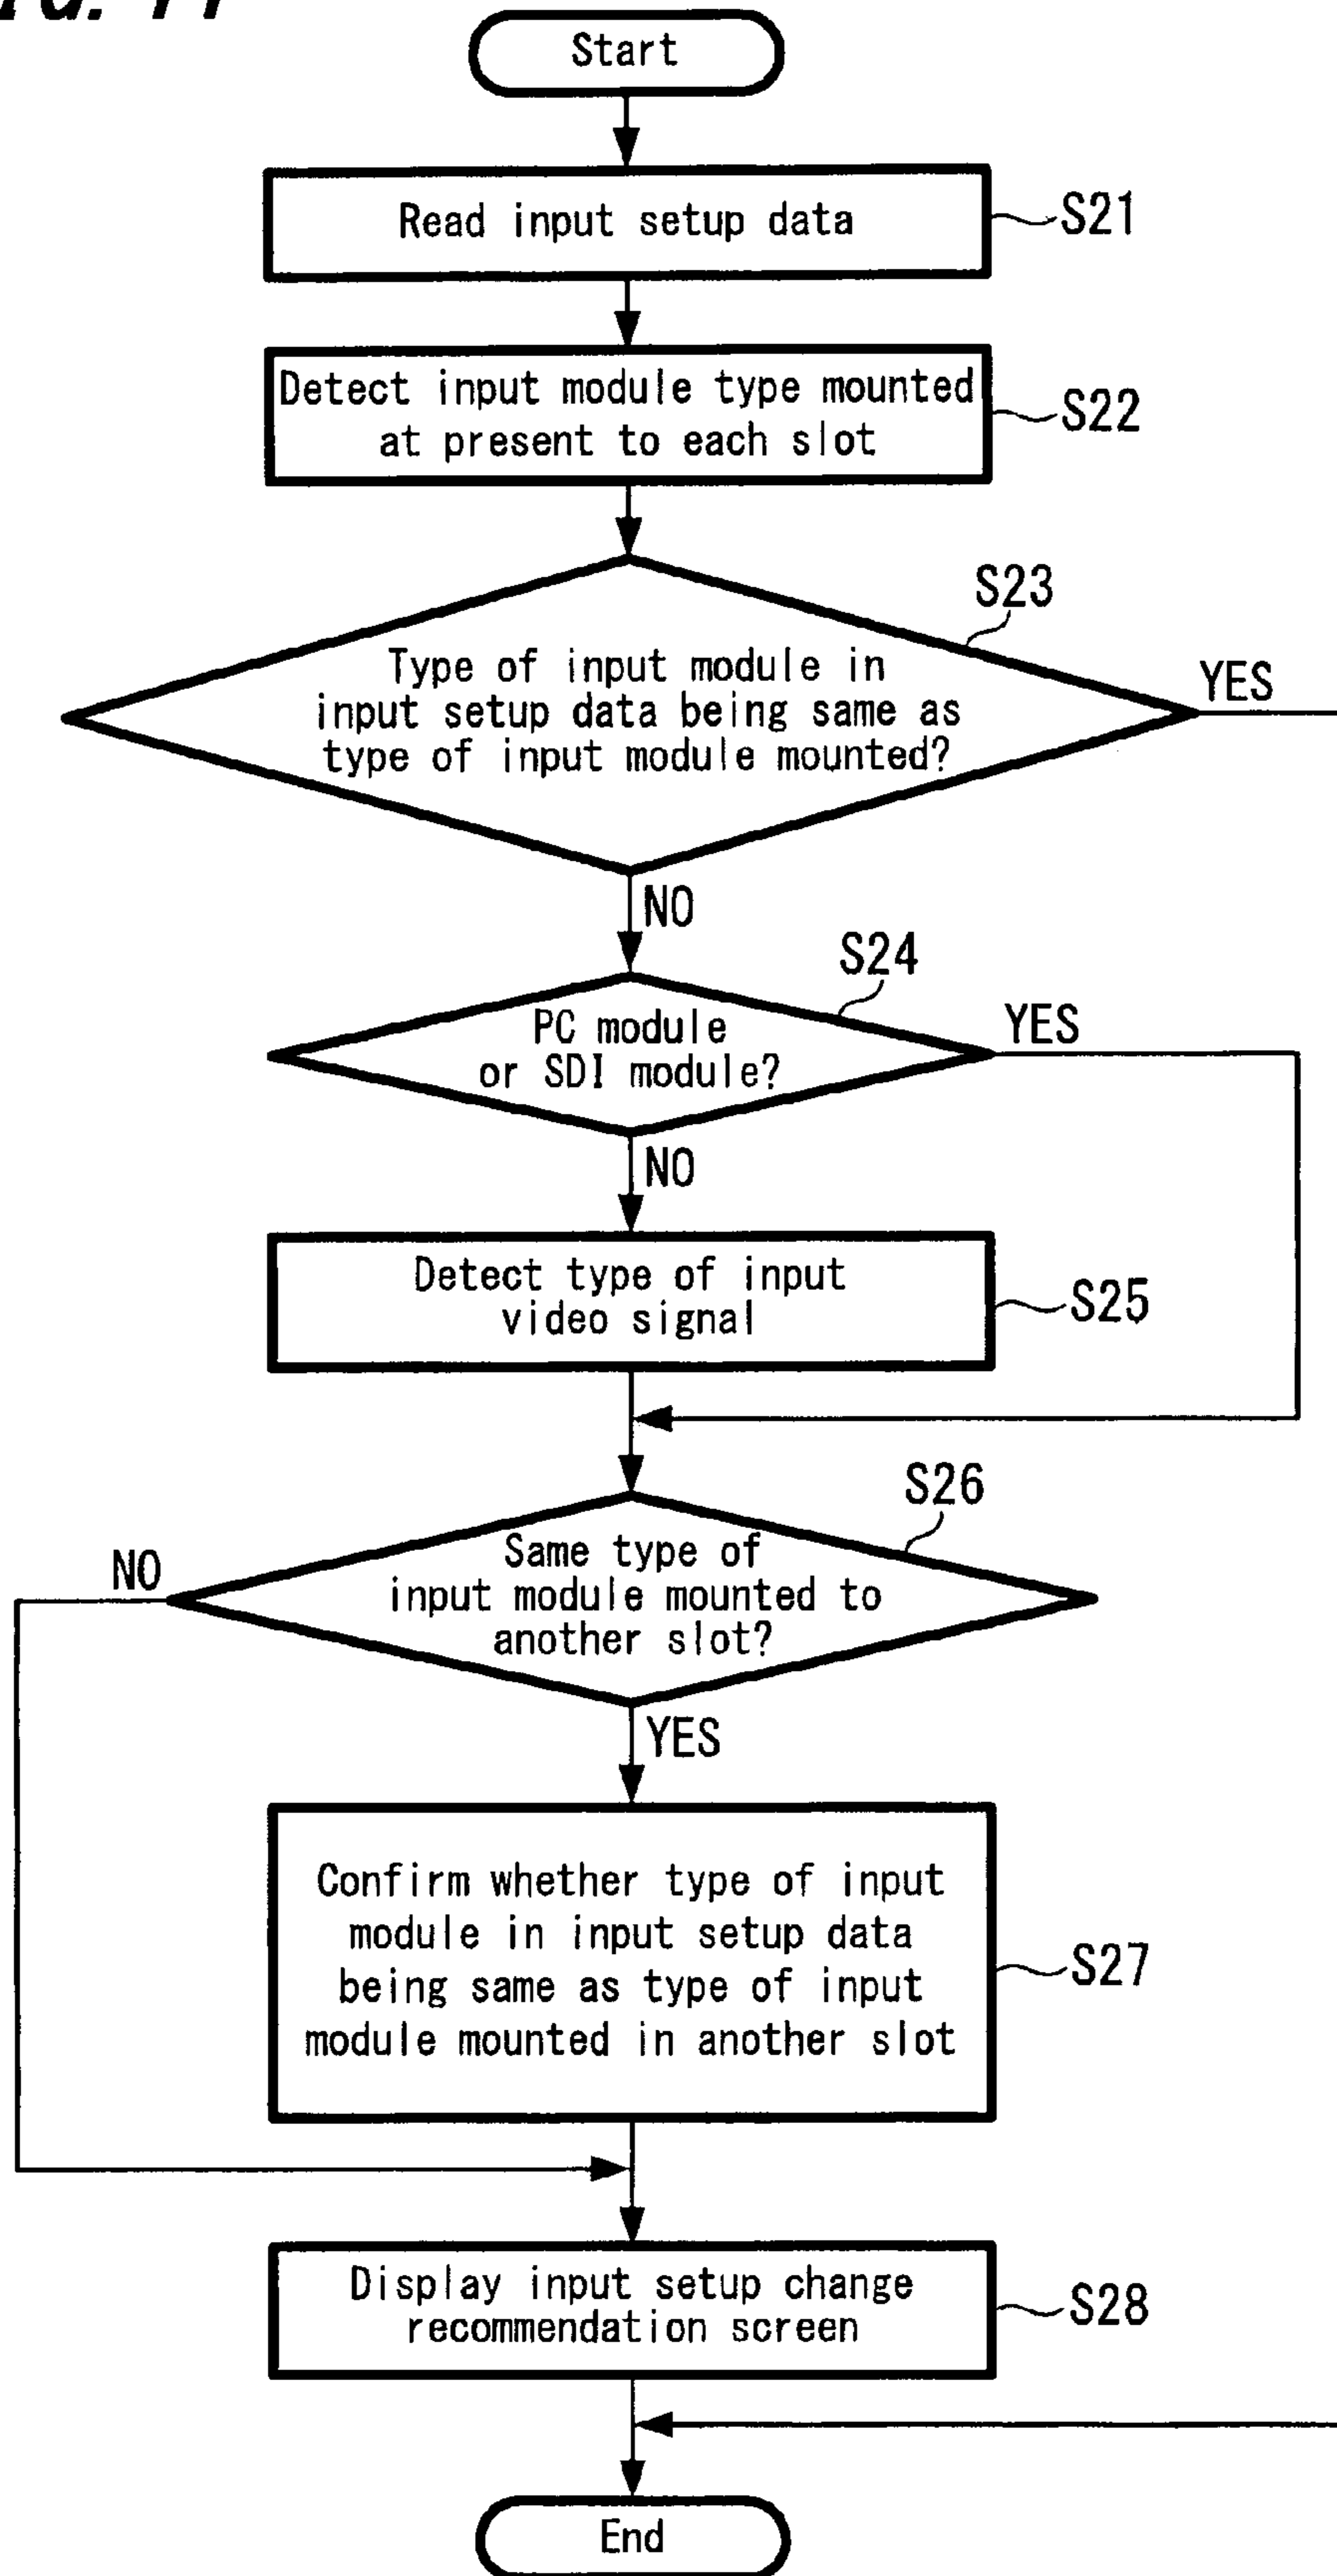 Start
Read input setup data
S21
Detect input module type mounted
at present to each slot
S22
S23
Type of input module in
input setup data being same as
type of input module mounted?
YES
NO
S24
PC module
or SDI module?
YES
NO
Detect type of input
video signal
S25
S26
Same type of
input module mounted to
another slot?
NO
YES
Confirm whether type of input
module in input setup data
being same as type of input
module mounted in another slot
S27
Display input setup change
recommendation screen
S28
End